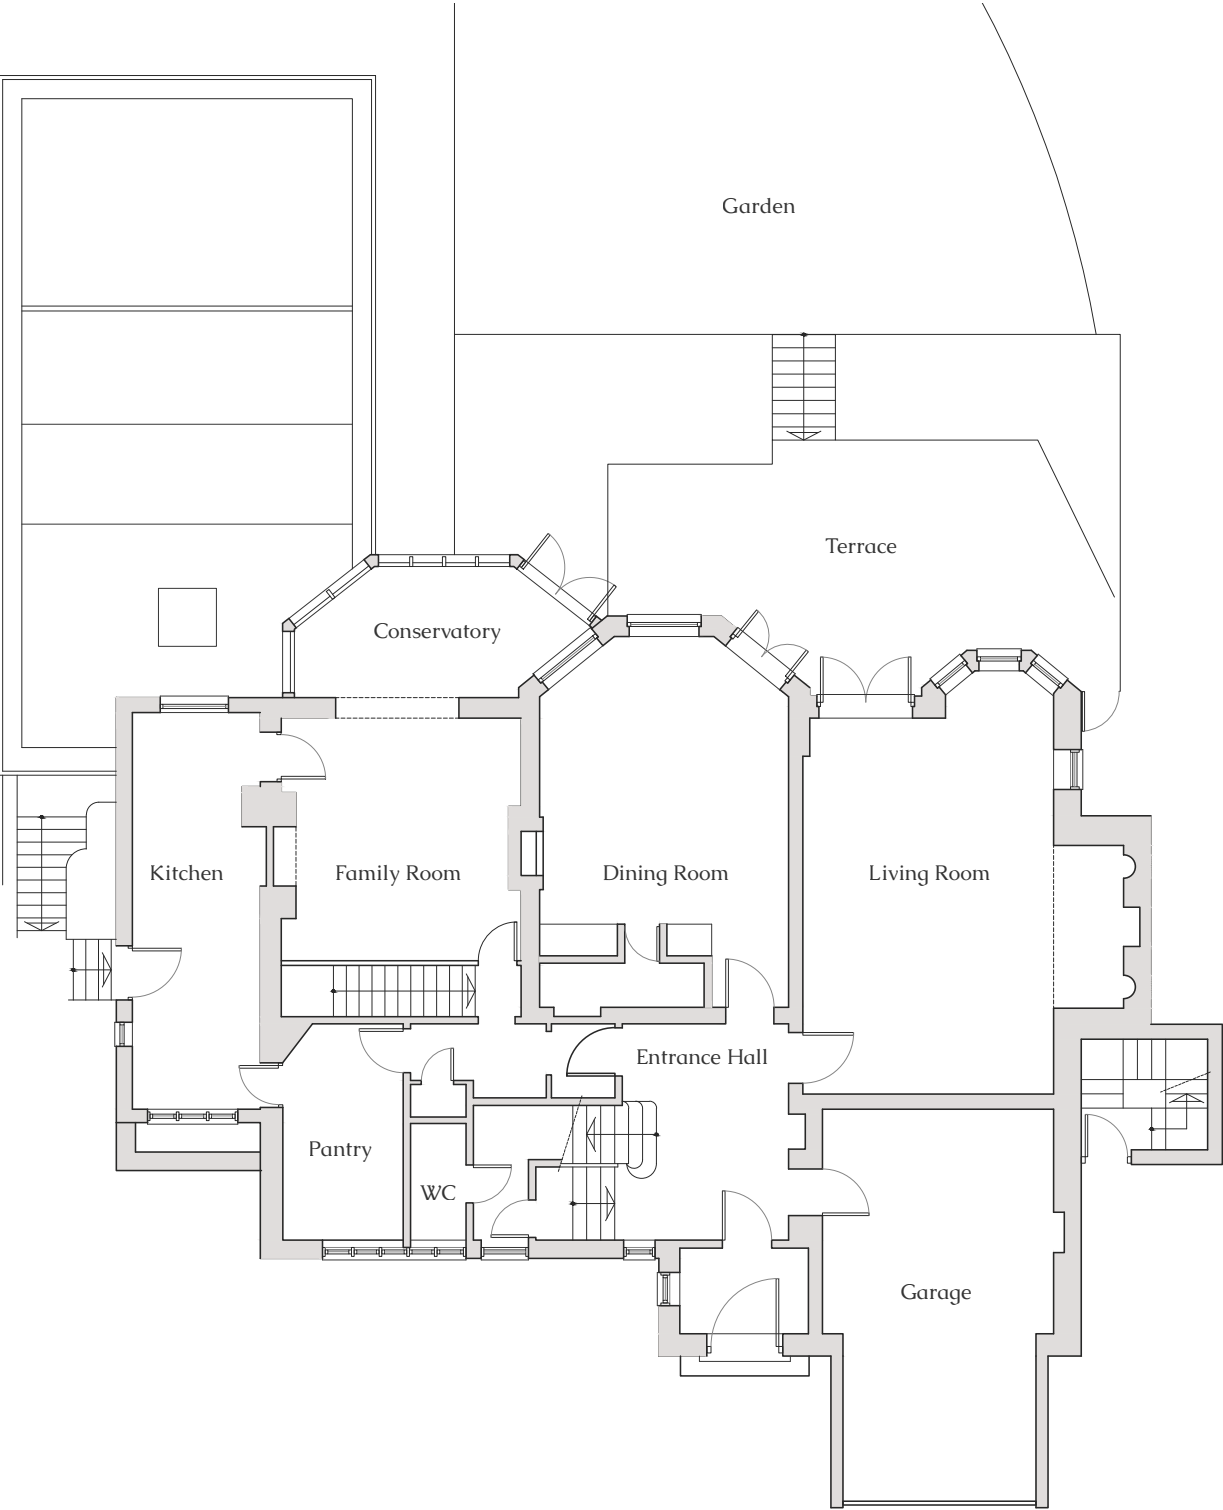 Garden
Terrace
Conservatory
Kitchen
Family Room
Dining Room
Living Room
Entrance Hall
Pantry
WC
Garage